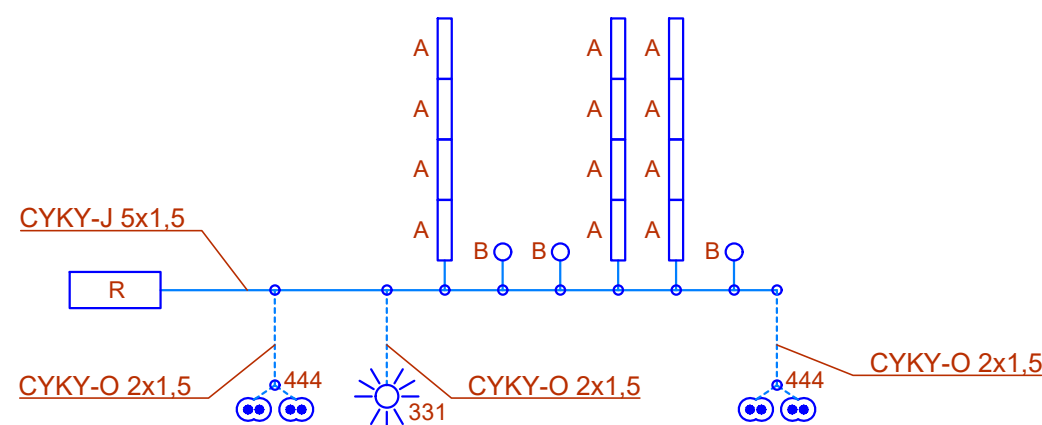 A A A
A A A
A A A
CYKY-J 5x1,5
A A A
B B B
R
CYKY-O 2x1,5
444
CYKY-O 2x1,5
331
444
CYKY-O 2x1,5